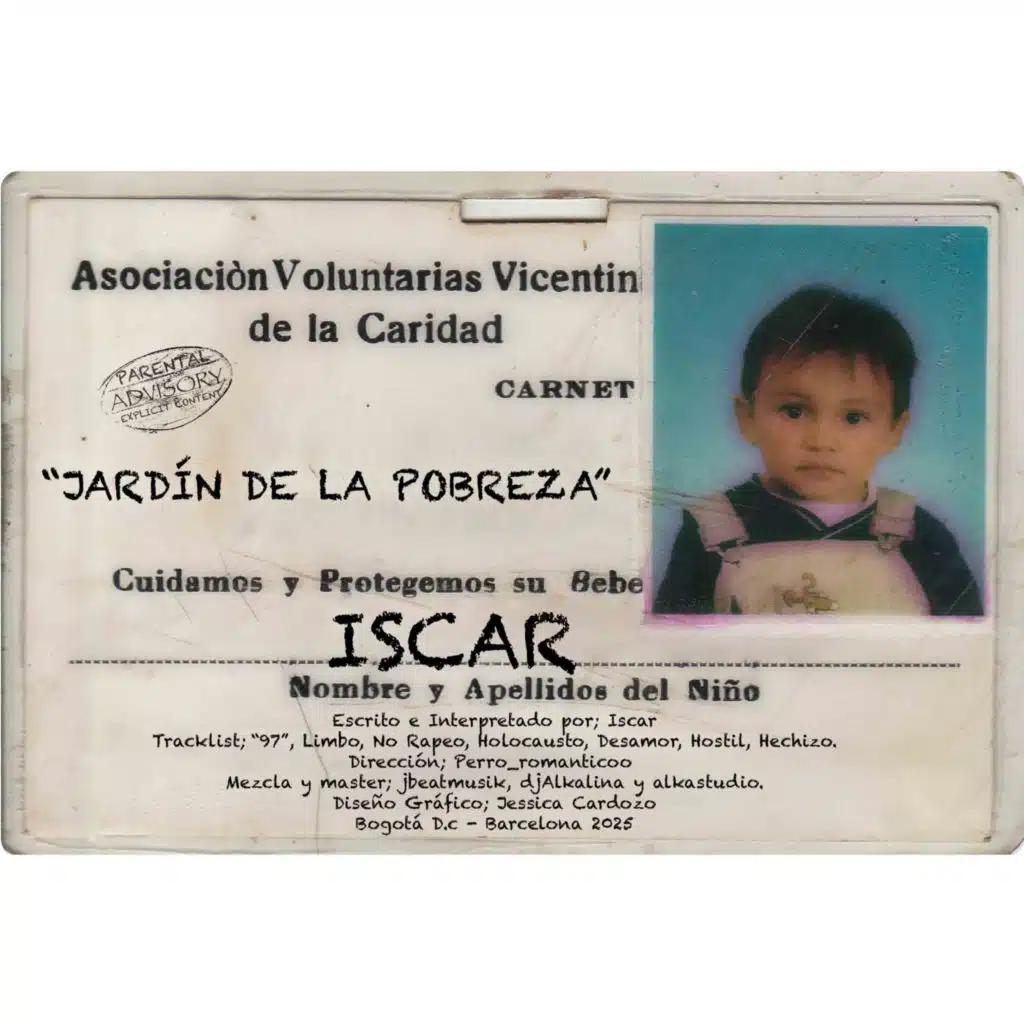 Asociaciòn Voluntarias Vicentin
de la Caridad
PARENTAL
ADVISORY
EXPLICIT CONTENT
CARNET
“JARDÍN DE LA POBREZA”
Cuidamos y Protegemos su Bebe
ISCAR
Nombre y Apellidos del Niño
Escrito e Interpretado por; Iscar
Tracklist; “97”, Limbo, No Rapeo, Holocausto, Desamor, Hostil, Hechizo.
Dirección; Perro_romanticoo
Mezcla y master; jbeatmusik, djAlkalina y alkastudio.
Diseño Gráfico; Jessica Cardozo
Bogotá D.c - Barcelona 2025